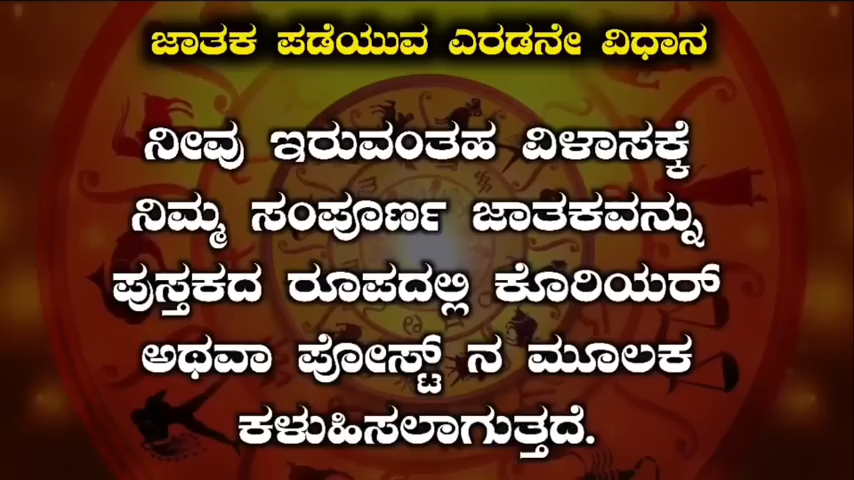 ಜಾತಕ ಪಡೆಯುವ ಎರಡನೇ ವಿಧಾನ
ನೀವು ಇರುವಂತಹ ವಿಳಾಸಕ್ಕೆ
ನಿಮ್ಮ ಸಂಪೂರ್ಣ ಜಾತಕವನ್ನು
ಪುಸ್ತಕದ ರೂಪದಲ್ಲಿ ಕೊರಿಯರ್
ಅಥವಾ ಪೋಸ್ಟ್ ನ ಮೂಲಕ
ಕಳುಹಿಸಲಾಗುತ್ತದೆ.